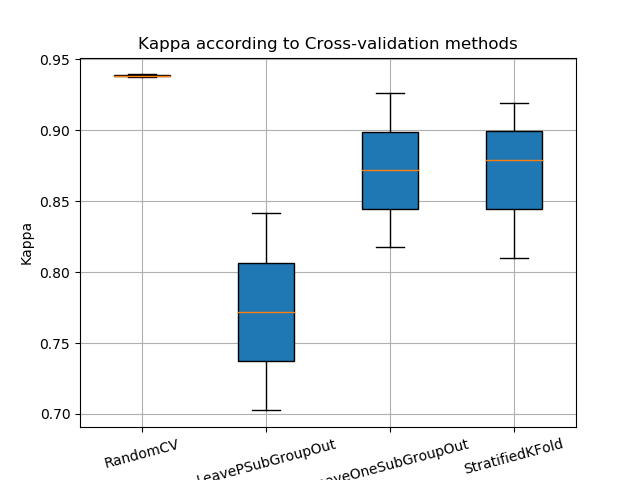 Kappa according to Cross-validation methods
0.95
0.90
0.85
0.80
0.75
0.70
Kappa
RandomCV
LeavePSubGroupOut
aveOneSubGroupOut
StratifiedKFold